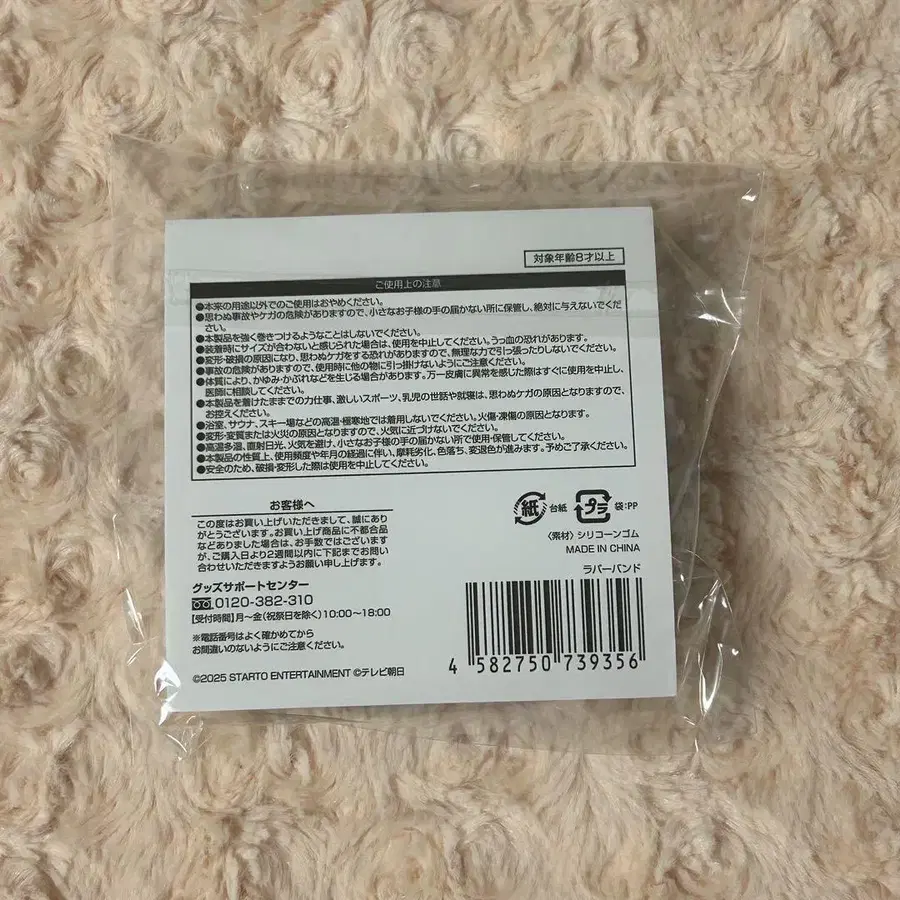 対象年齢8才以上
ご使用上の注意
●本来の用途以外でのご使用はおやめください。
●思わぬ事故やケガの危険がありますので、小さなお子様の手の届かない所に保管し、絶対に与えないでくだ
さい。
●本製品を強く巻きつけるようなことはしないでください。
●装着時にサイズが合わないと感じられた場合は、使用を中止してください。うっ血の恐れがあります。
●変形・破損の原因になり、思わぬケガをする恐れがありますので、無理な力で引っ張ったりしないでください。
●事故の危険がありますので、使用時に他の物に引っ掛けないようにご注意ください。
●体質により、かゆみ・かぶれなどを生じる場合があります。万一皮膚に異常を感じた際はすぐに使用を中止し、
医師に相談してください。
●本製品を着けたままでの力仕事、激しいスポーツ、乳児の世話や就寝は、思わぬケガの原因となりますので、
お控えください。
●浴室、サウナ、スキー場などの高温・極寒地では着用しないでください。火傷・凍傷の原因となります。
●変形・変質または火災の原因となりますので、火気に近づけないでください。
●高温多湿、直射日光、火気を避け、小さなお子様の手の届かない所で使用・保管してください。
●本製品の性質上、使用頻度や年月の経過に伴い、摩耗劣化、色落ち、変退色が進みます。予めご了承ください。
●安全のため、破損・変形した際は使用を中止してください。
お客様へ
この度はお買い上げいただきまして、誠にあり
がとうございます。お買い上げ商品に不都合品
などありました場合は、お手数ではございます
が、ご購入日より2週間以内に下記までお問い
合わせいただきますようお願い申し上げます。
グッズサポートセンター
0120-382-310
【受付時間】月～金（祝祭日を除く）10:00～18:00
※電話番号はよく確かめてから
お間違いのないようにご注意ください。
©2025 STARTO ENTERTAINMENT ©テレビ朝日
紙 台紙 プラ 袋:PP
〈素材〉シリコーンゴム
MADE IN CHINA
ラバーバンド
4 582750 739356